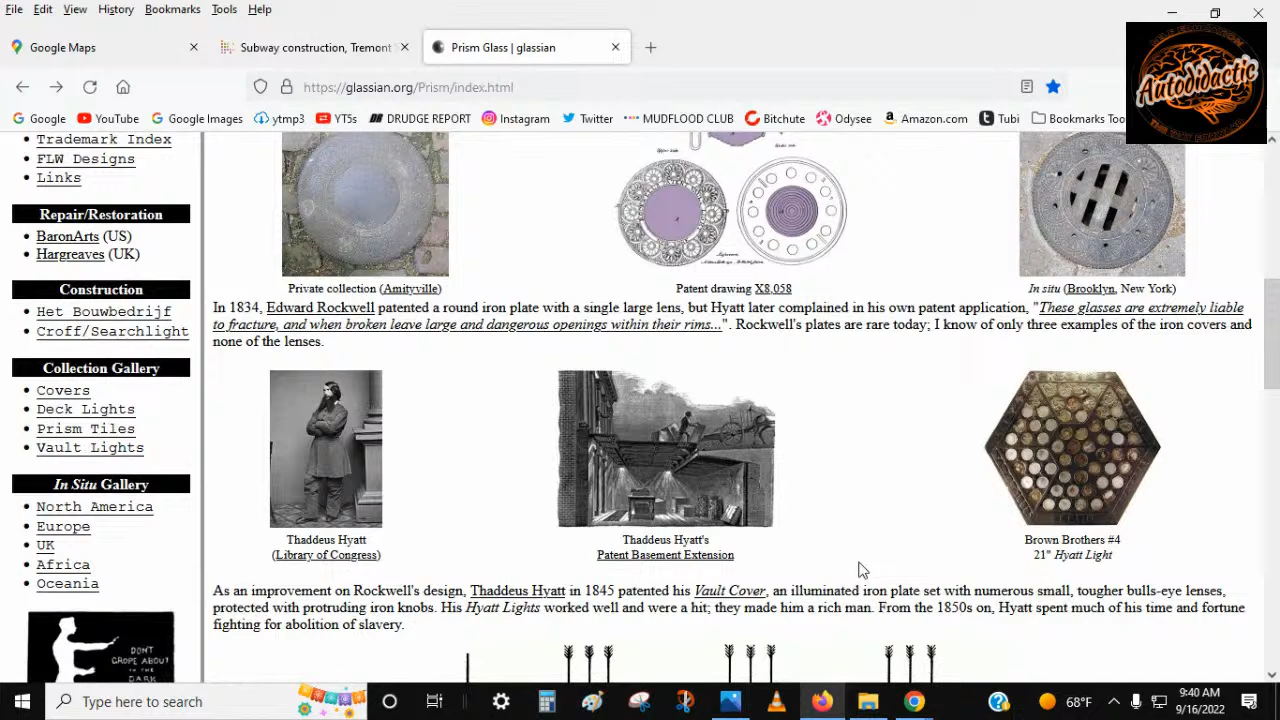 File Edit View History Bookmarks Tools Help
Google Maps
Subway construction, Tremont
Prism Glass | glassian
https://glassian.org/Prism/index.html
Google YouTube Google Images ytmp3 YT5s DRUDGE REPORT Instagram Twitter MUDFLOOD CLUB Bitchute Odysee Amazon.com Tubi Bookmarks Too
Autodidactic
Trademark Index
FLW Designs
Links
Repair/Restoration
BaronArts (US)
Hargreaves (UK)
Construction
Het Bouwbedrijf
Croff/Searchlight
Collection Gallery
Covers
Deck Lights
Prism Tiles
Vault Lights
In Situ Gallery
North America
Europe
UK
Africa
Oceania
DON'T
GROPE ABOUT
IN THE
DARK
Private collection (Amityville)
Patent drawing X8,058
In situ (Brooklyn, New York)
In 1834, Edward Rockwell patented a round iron plate with a single large lens, but Hyatt later complained in his own patent application, "These glasses are extremely liable
to fracture, and when broken leave large and dangerous openings within their rims...". Rockwell's plates are rare today; I know of only three examples of the iron covers and
none of the lenses.
Thaddeus Hyatt
(Library of Congress)
Thaddeus Hyatt's
Patent Basement Extension
Brown Brothers #4
21" Hyatt Light
As an improvement on Rockwell's design, Thaddeus Hyatt in 1845 patented his Vault Cover, an illuminated iron plate set with numerous small, tougher bulls-eye lenses,
protected with protruding iron knobs. His Hyatt Lights worked well and were a hit; they made him a rich man. From the 1850s on, Hyatt spent much of his time and fortune
fighting for abolition of slavery.
Type here to search
68°F
9:40 AM
9/16/2022